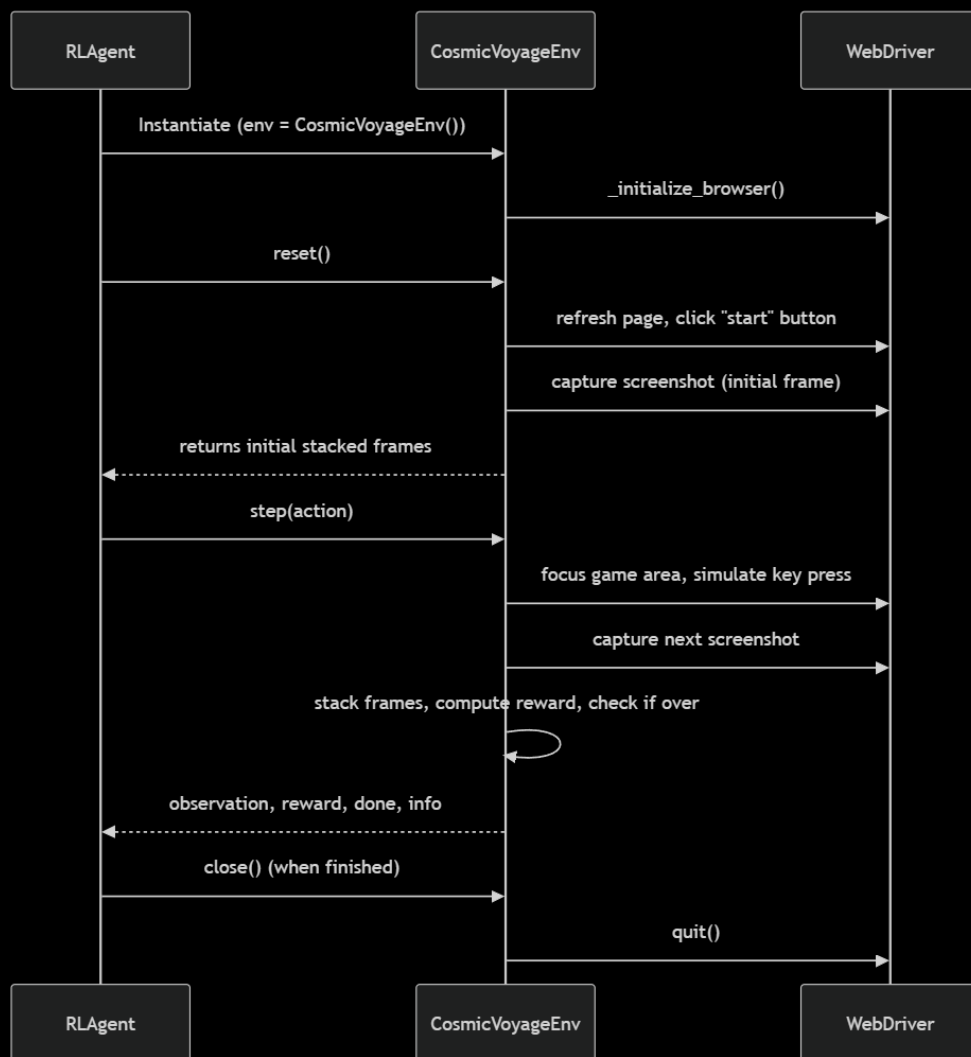 RLAgent
CosmicVoyageEnv
WebDriver
Instantiate (env = CosmicVoyageEnv())
_initialize_browser()
reset()
refresh page, click "start" button
capture screenshot (initial frame)
returns initial stacked frames
step(action)
focus game area, simulate key press
capture next screenshot
stack frames, compute reward, check if over
observation, reward, done, info
close() (when finished)
quit()
RLAgent
CosmicVoyageEnv
WebDriver